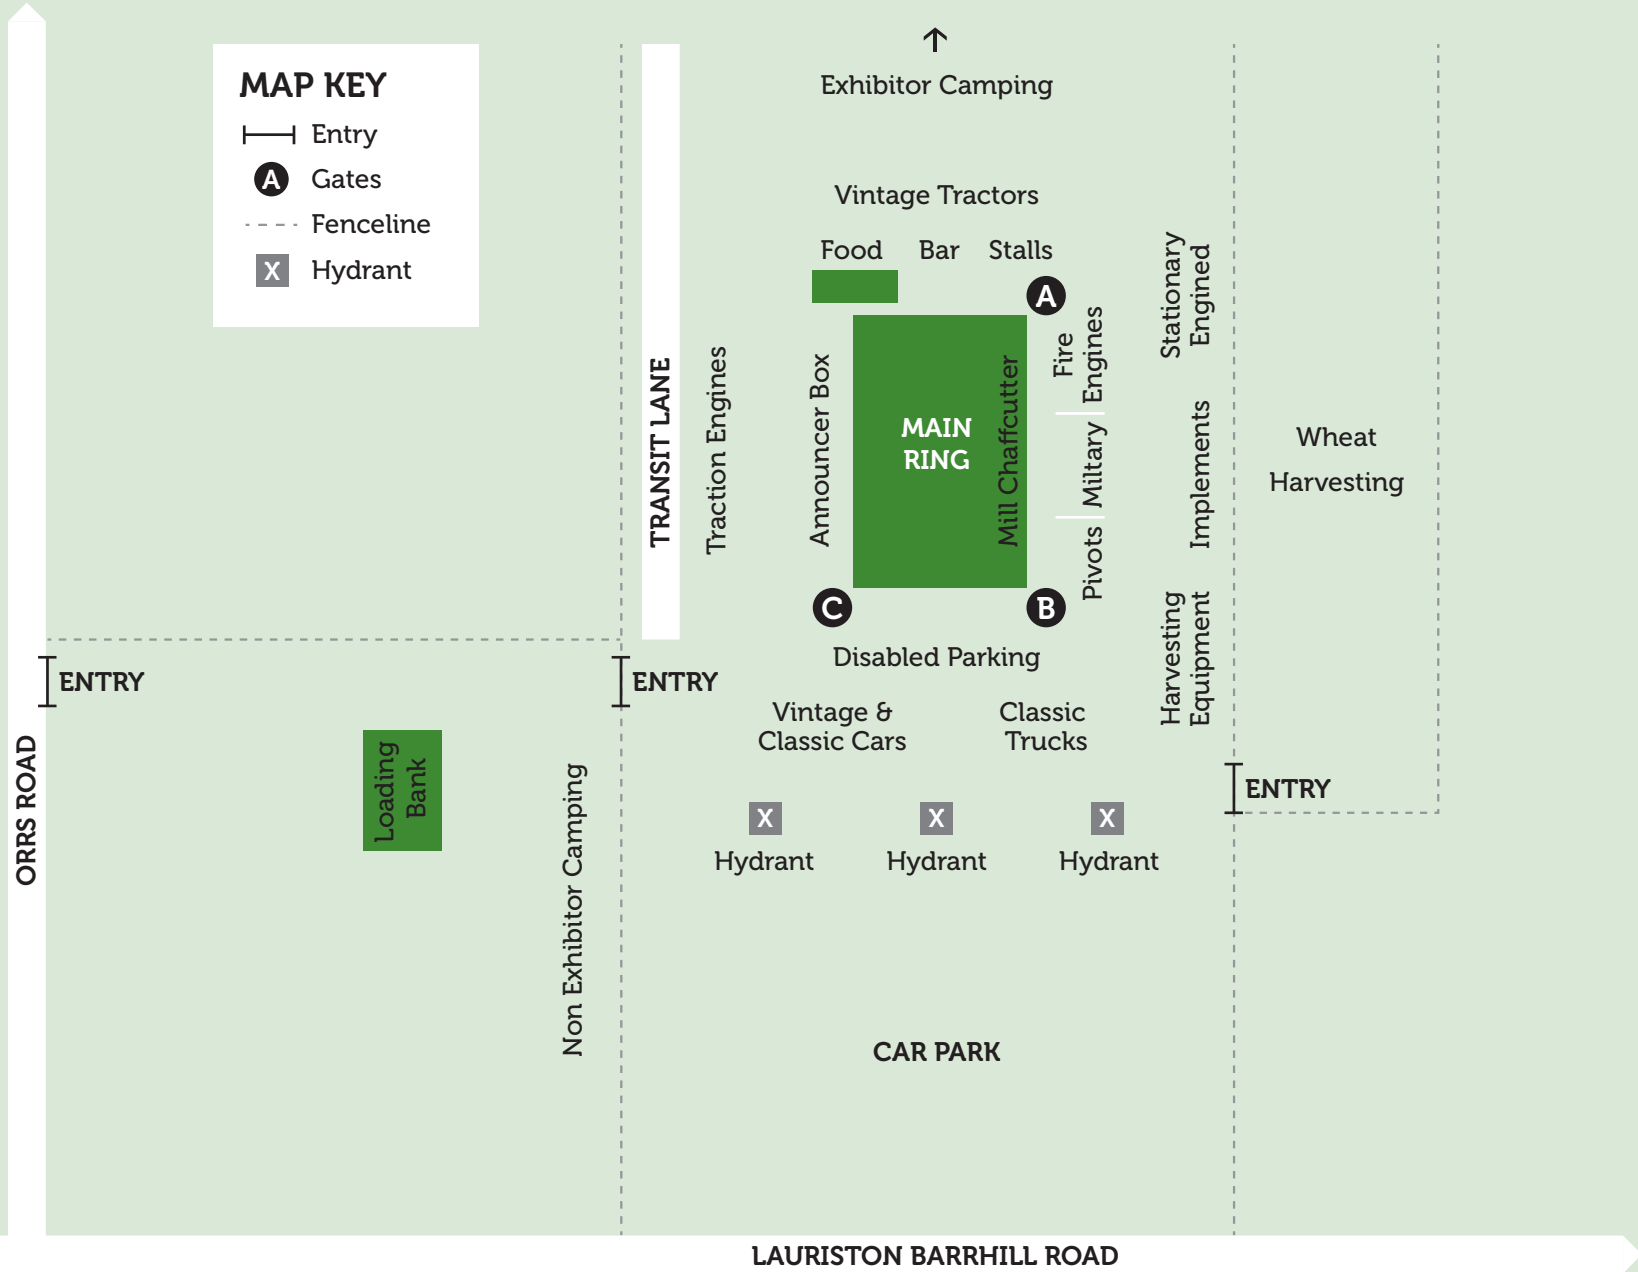 MAP KEY
Entry
A Gates
Fenceline
X Hydrant
Exhibitor Camping
Vintage Tractors
Food Bar Stalls
A
Stationary
Engined
Fire
Engines
TRANSIT LANE
Traction Engines
Announcer Box
MAIN
RING
Mill Chaffcutter
Miltary
Implements
Wheat
Harvesting
Pivots
C
B
Disabled Parking
Harvesting
Equipment
ENTRY
ENTRY
Vintage &
Classic Cars
Classic
Trucks
ORRS ROAD
Loading
Bank
Non Exhibitor Camping
ENTRY
X
X
X
Hydrant
Hydrant
Hydrant
CAR PARK
LAURISTON BARRHILL ROAD